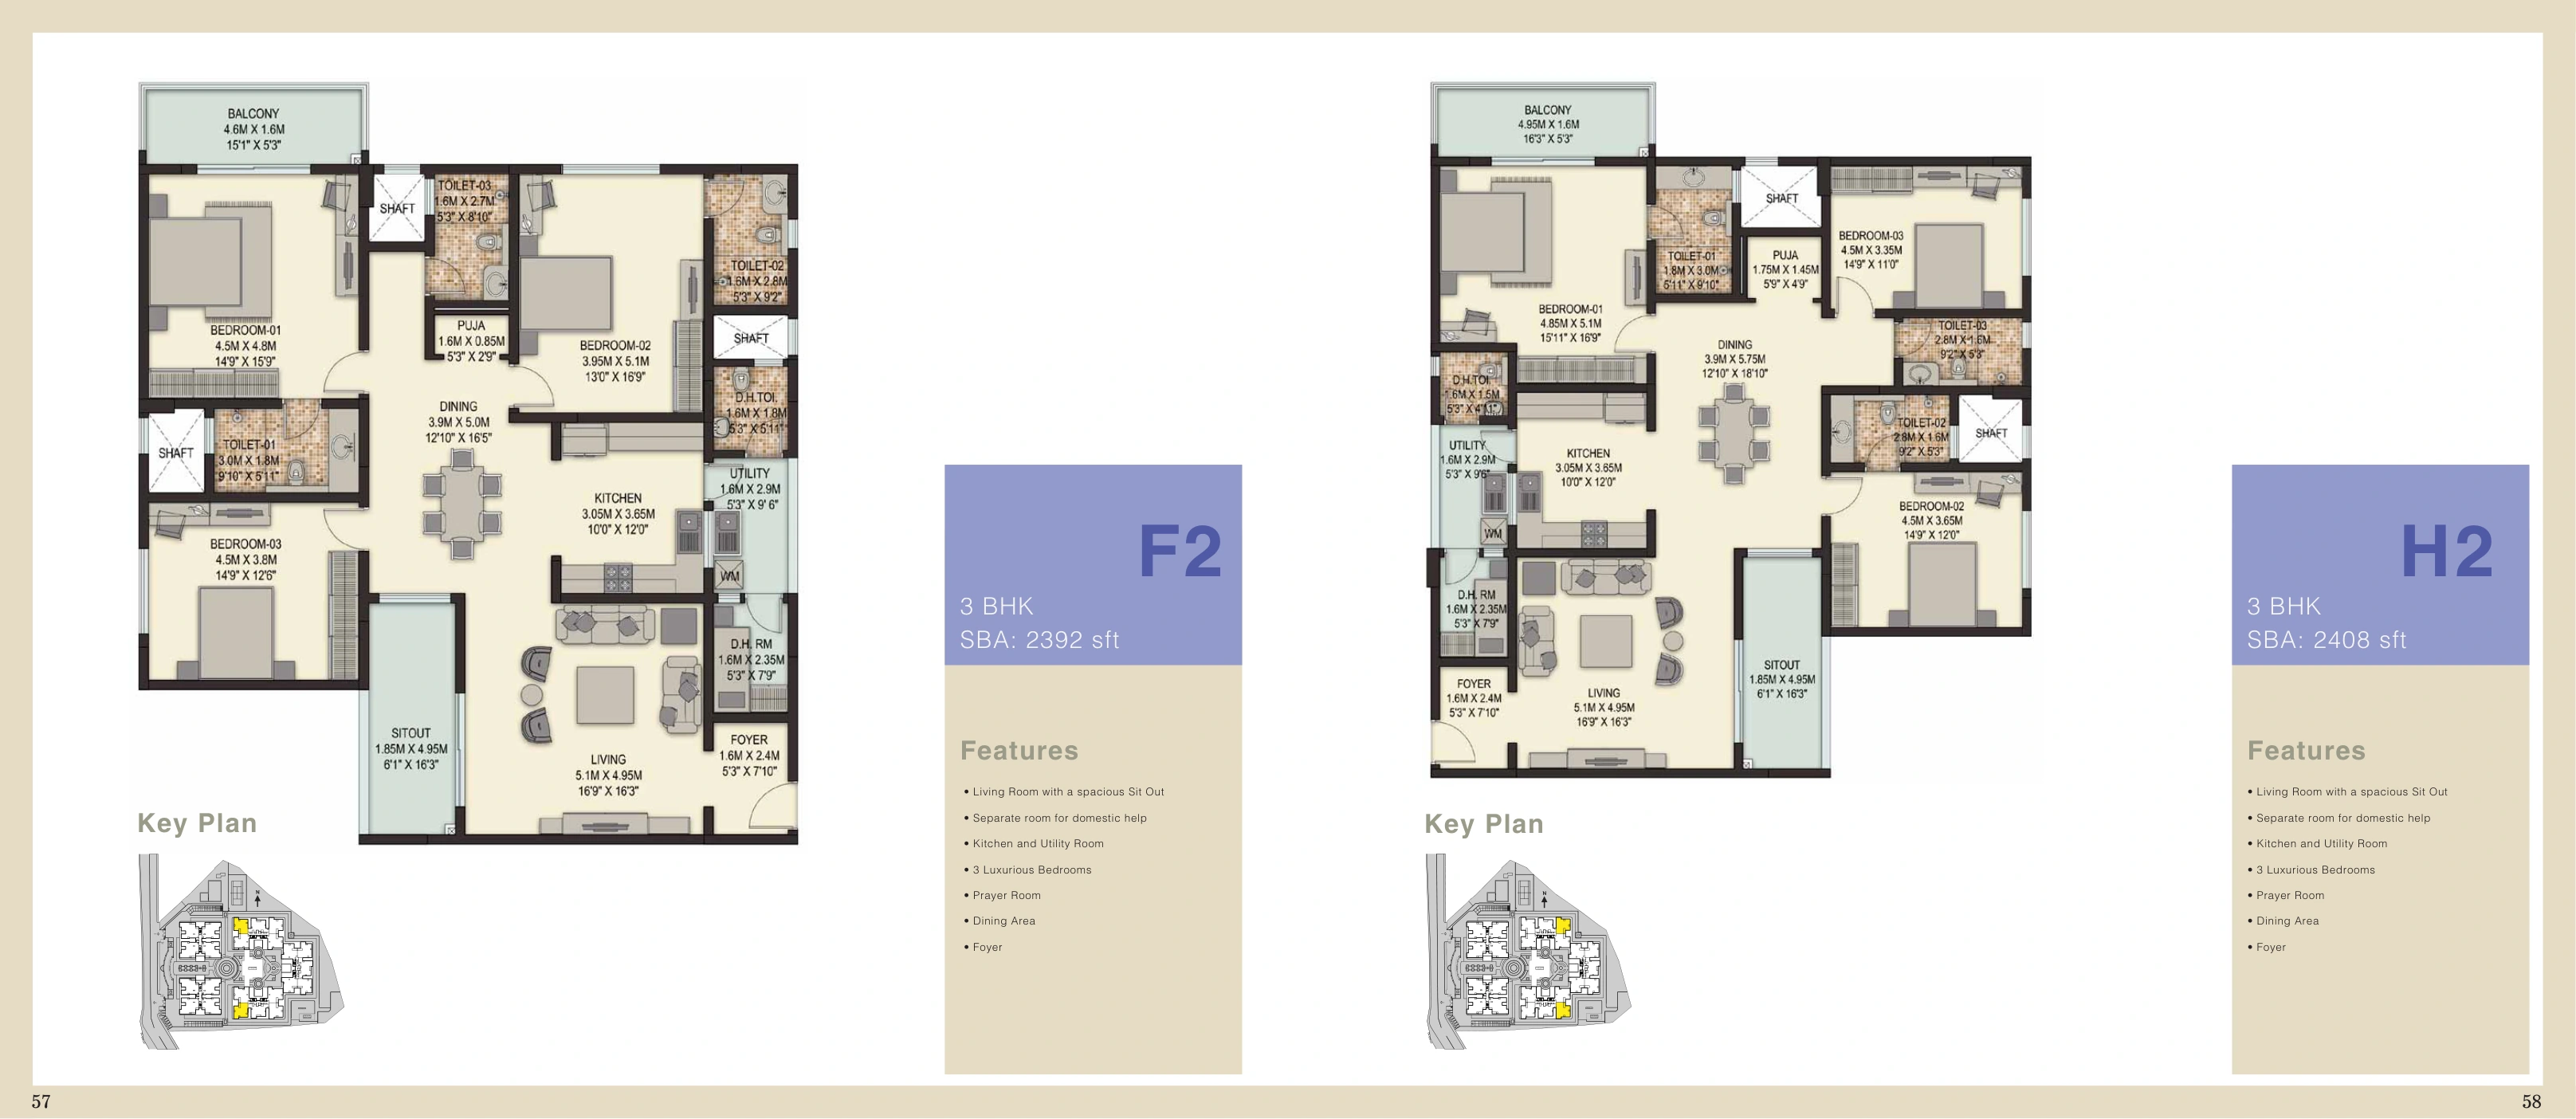 BALCONY
4.6M X 1.6M
15'1" X 5'3"
SHAFT
TOILET-03
1.6M X 2.7M
5'3" X 8'10"
TOILET-02
1.6M X 2.8M
5'3" X 9'2"
BEDROOM-01
4.5M X 4.8M
14'9" X 15'9"
PUJA
1.6M X 0.85M
5'3" X 2'9"
BEDROOM-02
3.95M X 5.1M
13'0" X 16'9"
SHAFT
D.H.TOI.
1.6M X 1.8M
5'3" X 5'11"
DINING
3.9M X 5.0M
12'10" X 16'5"
SHAFT
TOILET-01
3.0M X 1.8M
9'10" X 5'11"
KITCHEN
3.05M X 3.65M
10'0" X 12'0"
UTILITY
1.6M X 2.9M
5'3" X 9' 6"
WM
BEDROOM-03
4.5M X 3.8M
14'9" X 12'6"
D.H. RM
1.6M X 2.35M
5'3" X 7'9"
SITOUT
1.85M X 4.95M
6'1" X 16'3"
LIVING
5.1M X 4.95M
16'9" X 16'3"
FOYER
1.6M X 2.4M
5'3" X 7'10"
Key Plan
N
F2
3 BHK
SBA: 2392 sft
Features
• Living Room with a spacious Sit Out
• Separate room for domestic help
• Kitchen and Utility Room
• 3 Luxurious Bedrooms
• Prayer Room
• Dining Area
• Foyer
57
BALCONY
4.95M X 1.6M
16'3" X 5'3"
SHAFT
TOILET-01
1.8M X 3.0M
5'11" X 9'10"
PUJA
1.75M X 1.45M
5'9" X 4'9"
BEDROOM-03
4.5M X 3.35M
14'9" X 11'0"
BEDROOM-01
4.85M X 5.1M
15'11" X 16'9"
DINING
3.9M X 5.75M
12'10" X 18'10"
TOILET-03
2.8M X 1.6M
9'2" X 5'3"
D.H.TOI.
1.6M X 1.5M
5'3" X 4'11"
TOILET-02
2.8M X 1.6M
9'2" X 5'3"
SHAFT
UTILITY
1.6M X 2.9M
5'3" X 9'6"
WM
KITCHEN
3.05M X 3.65M
10'0" X 12'0"
BEDROOM-02
4.5M X 3.65M
14'9" X 12'0"
D.H. RM
1.6M X 2.35M
5'3" X 7'9"
FOYER
1.6M X 2.4M
5'3" X 7'10"
LIVING
5.1M X 4.95M
16'9" X 16'3"
SITOUT
1.85M X 4.95M
6'1" X 16'3"
Key Plan
N
H2
3 BHK
SBA: 2408 sft
Features
• Living Room with a spacious Sit Out
• Separate room for domestic help
• Kitchen and Utility Room
• 3 Luxurious Bedrooms
• Prayer Room
• Dining Area
• Foyer
58